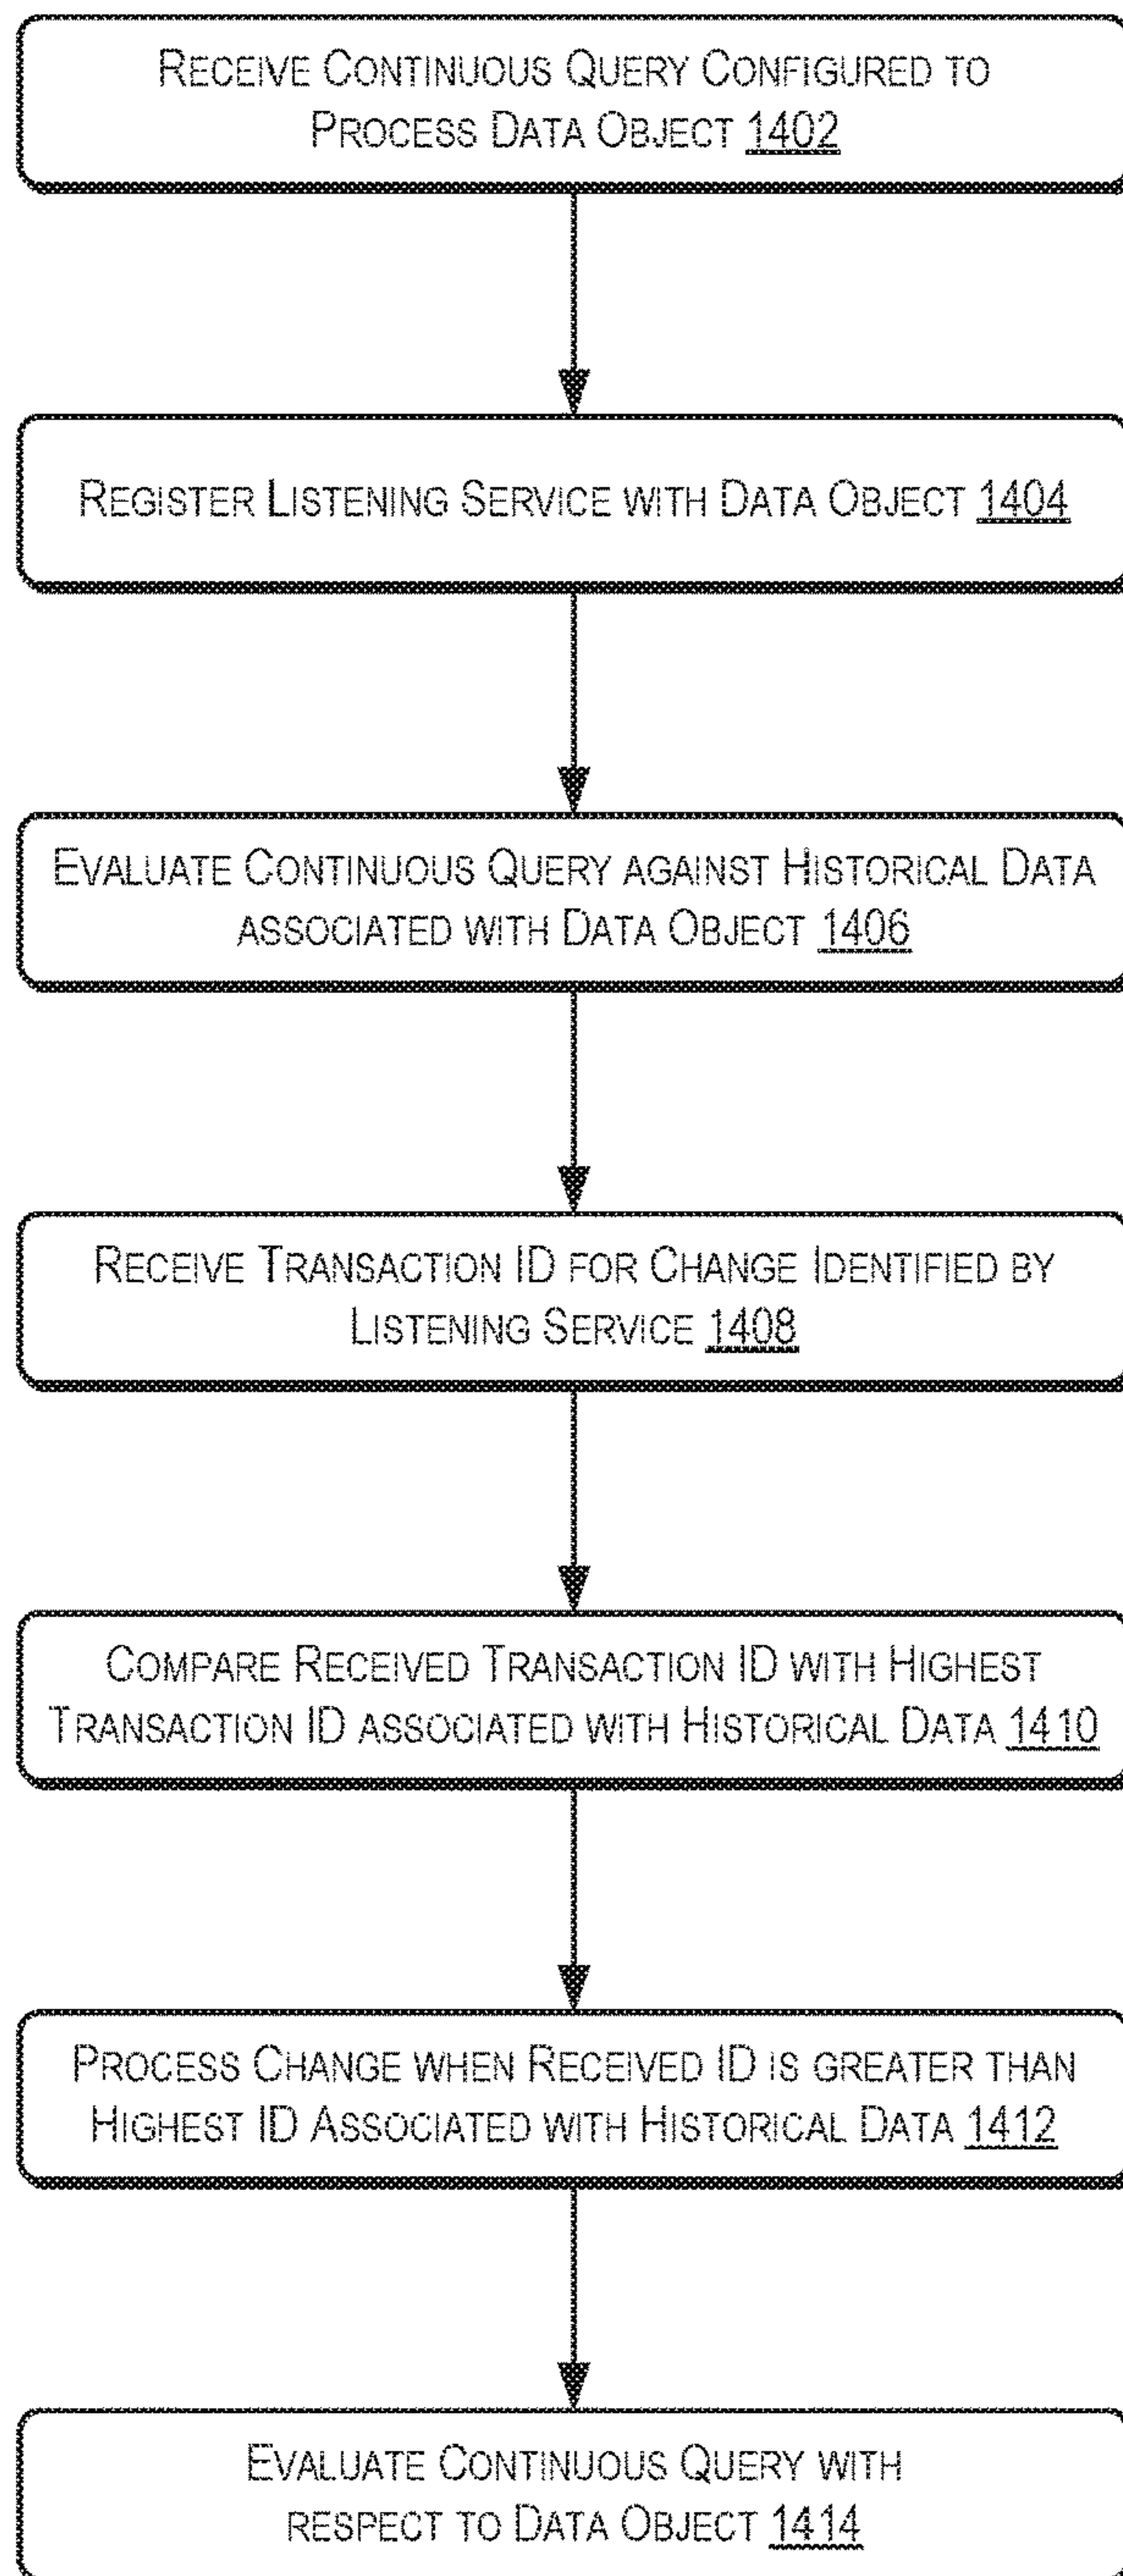 RECEIVE CONTINUOUS QUERY CONFIGURED TO
PROCESS DATA OBJECT 1402
REGISTER LISTENING SERVICE WITH DATA OBJECT 1404
EVALUATE CONTINUOUS QUERY AGAINST HISTORICAL DATA
ASSOCIATED WITH DATA OBJECT 1406
RECEIVE TRANSACTION ID FOR CHANGE IDENTIFIED BY
LISTENING SERVICE 1408
COMPARE RECEIVED TRANSACTION ID WITH HIGHEST
TRANSACTION ID ASSOCIATED WITH HISTORICAL DATA 1410
PROCESS CHANGE WHEN RECEIVED ID IS GREATER THAN
HIGHEST ID ASSOCIATED WITH HISTORICAL DATA 1412
EVALUATE CONTINUOUS QUERY WITH
RESPECT TO DATA OBJECT 1414